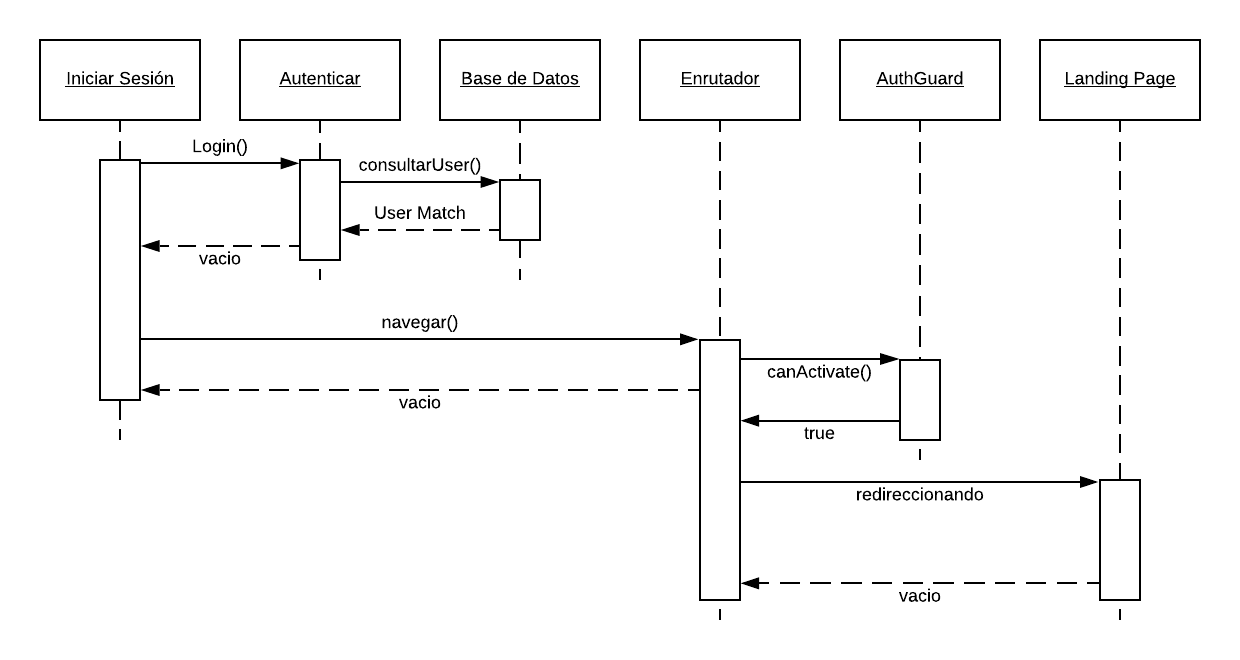 Iniciar Sesión
Autenticar
Base de Datos
Enrutador
AuthGuard
Landing Page
Login()
consultarUser()
User Match
vacio
navegar()
canActivate()
vacio
true
redireccionando
vacio